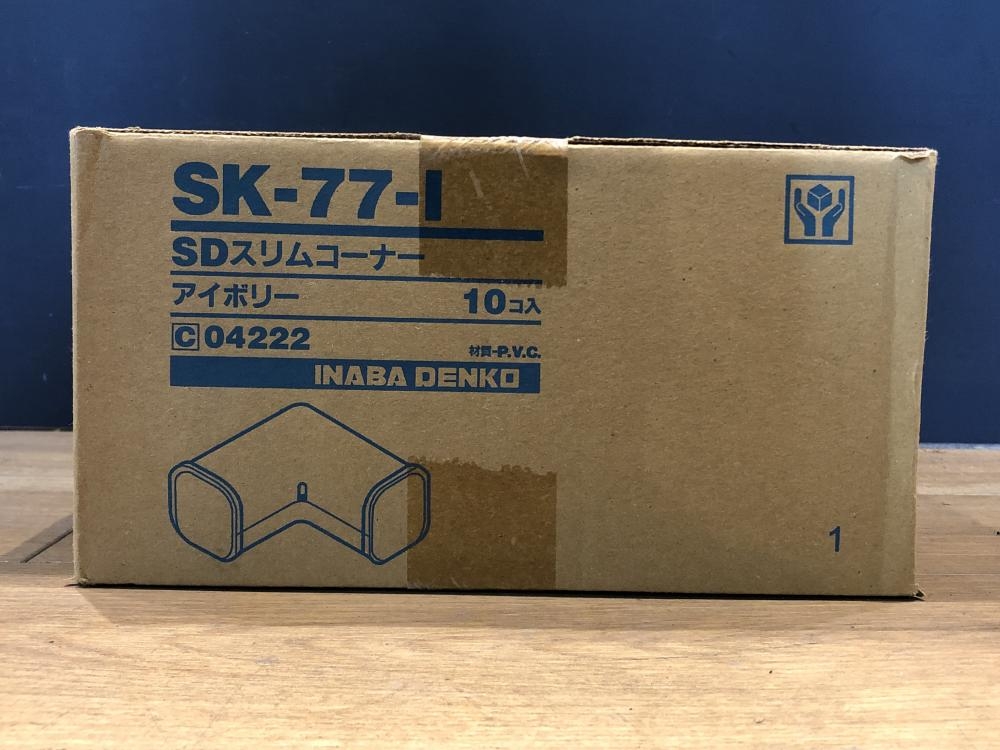 SK-77-I
SDスリムコーナー
アイボリー 10コ入
C 04222 材質-P.V.C.
INABA DENKO
1